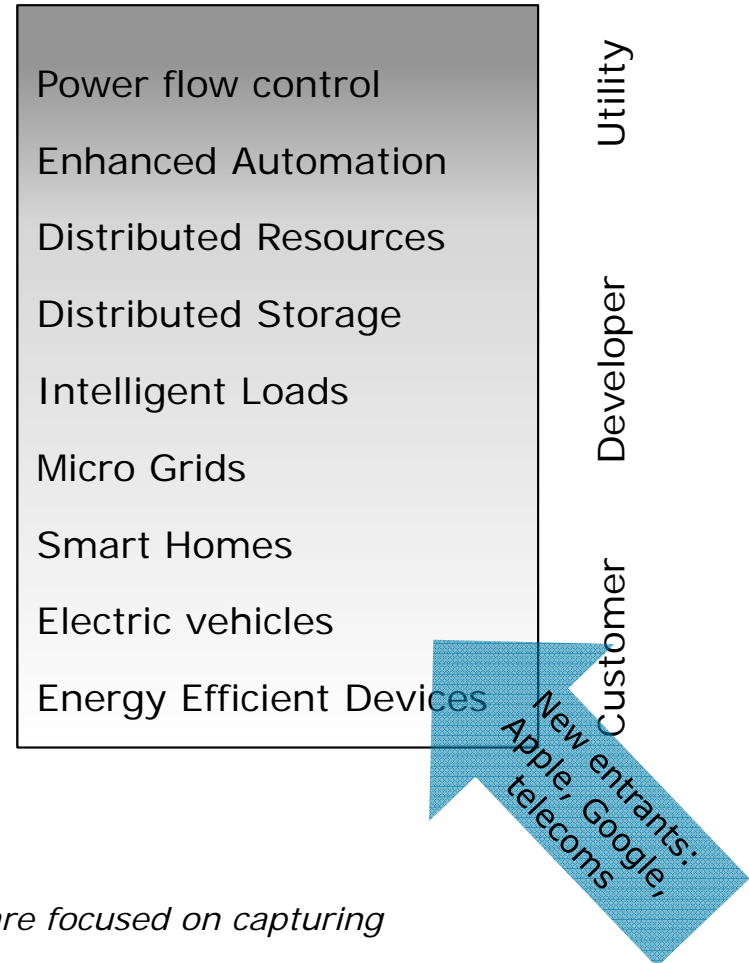 Power flow control
Enhanced Automation
Distributed Resources
Distributed Storage
Intelligent Loads
Micro Grids
Smart Homes
Electric vehicles
Energy Efficient Devices
Utility
Developer
Customer
New entrants:
Apple, Google,
telecoms
are focused on capturing